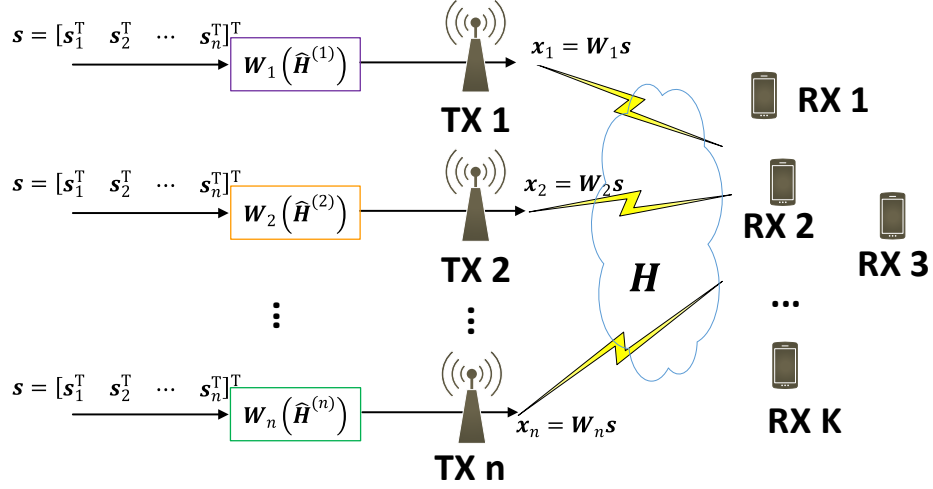 𝒔 = [𝒔₁ᵀ 𝒔₂ᵀ ⋯ 𝒔ₙᵀ]ᵀ
𝑾₁(𝑯̂⁽¹⁾)
TX 1
𝒙₁ = 𝑾₁𝒔
RX 1
𝒔 = [𝒔₁ᵀ 𝒔₂ᵀ ⋯ 𝒔ₙᵀ]ᵀ
𝑾₂(𝑯̂⁽²⁾)
TX 2
𝒙₂ = 𝑾₂𝒔
RX 2
RX 3
𝑯
⋮
⋮
...
𝒔 = [𝒔₁ᵀ 𝒔₂ᵀ ⋯ 𝒔ₙᵀ]ᵀ
𝑾ₙ(𝑯̂⁽ⁿ⁾)
TX n
𝒙ₙ = 𝑾ₙ𝒔
RX K